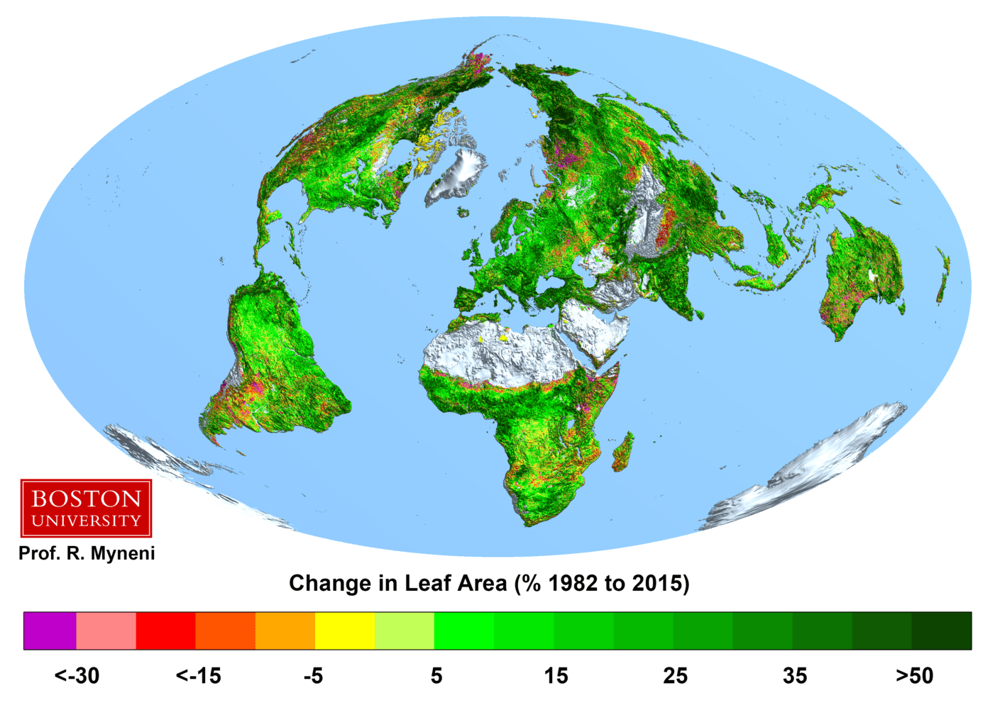 BOSTON
UNIVERSITY
Prof. R. Myneni
Change in Leaf Area (% 1982 to 2015)
<-30 <-15 -5 5 15 25 35 >50